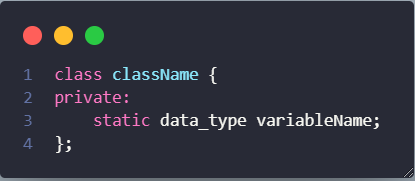 1 class className {
2 private:
3     static data_type variableName;
4 };